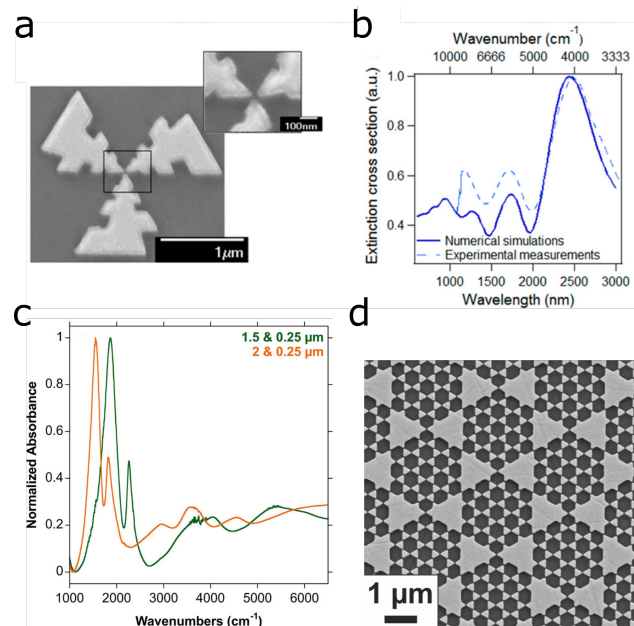 a
100nm
1µm
b
Wavenumber (cm⁻¹)
10000 6666 5000 4000 3333
Extinction cross section (a.u.)
1.0
0.8
0.6
0.4
Numerical simulations
Experimental measurements
1000 1500 2000 2500 3000
Wavelength (nm)
c
1.5 & 0.25 µm
2 & 0.25 µm
Normalized Absorbance
1
0.8
0.6
0.4
0.2
0
1000 2000 3000 4000 5000 6000
Wavenumbers (cm⁻¹)
d
1 µm